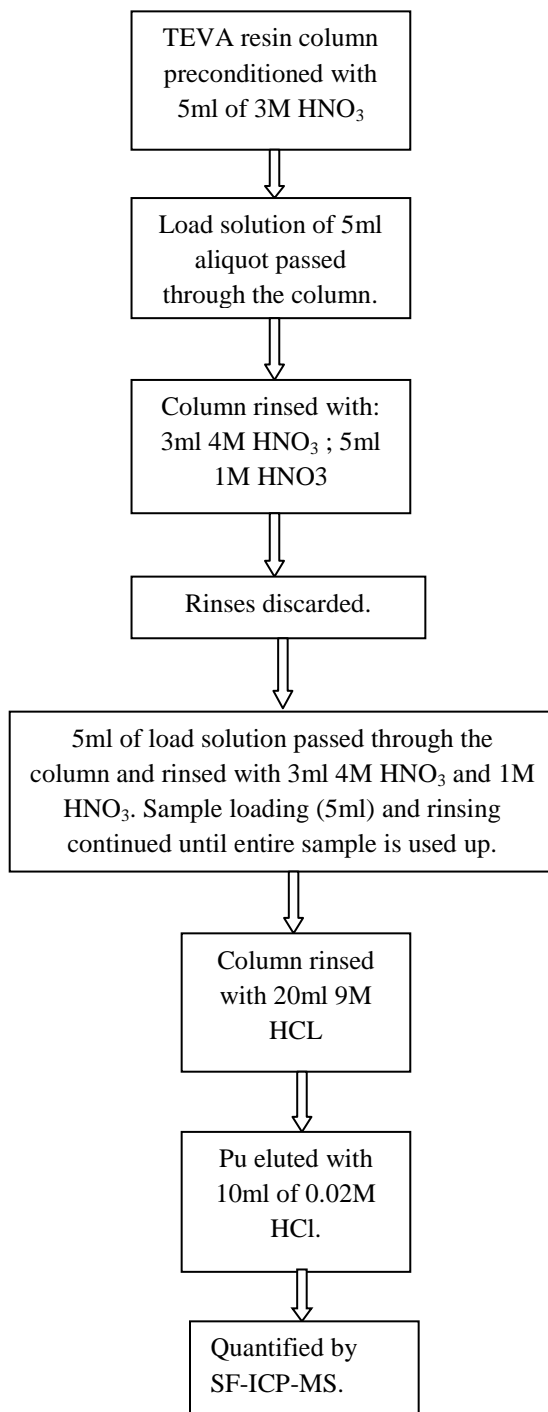 TEVA resin column
preconditioned with
5ml of 3M HNO₃
Load solution of 5ml
aliquot passed
through the column.
Column rinsed with:
3ml 4M HNO₃ ; 5ml
1M HNO3
Rinses discarded.
5ml of load solution passed through the
column and rinsed with 3ml 4M HNO₃ and 1M
HNO₃. Sample loading (5ml) and rinsing
continued until entire sample is used up.
Column rinsed
with 20ml 9M
HCL
Pu eluted with
10ml of 0.02M
HCl.
Quantified by
SF-ICP-MS.